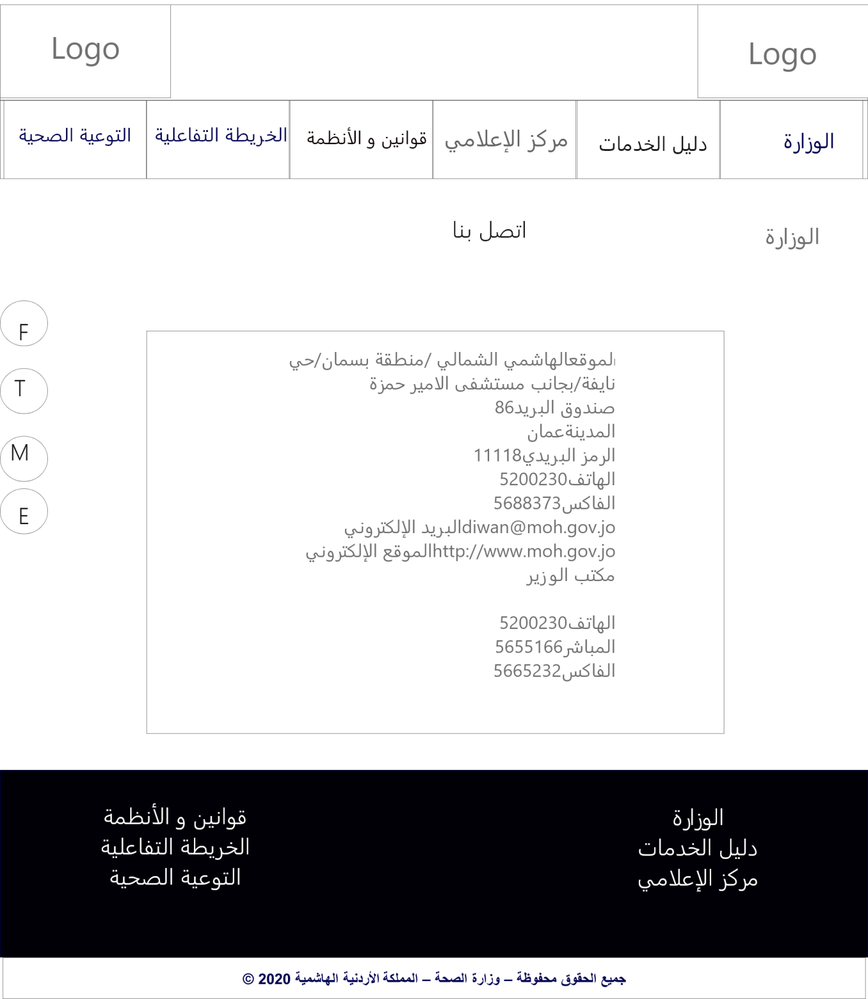 Logo
Logo
الوزارة
دليل الخدمات
مركز الإعلامي
قوانين و الأنظمة
الخريطة التفاعلية
التوعية الصحية
الوزارة
اتصل بنا
F
T
M
E
الموقعالهاشمي الشمالي /منطقة بسمان/حي
نايفة/بجانب مستشفى الامير حمزة
صندوق البريد86
المدينةعمان
الرمز البريدي11118
الهاتف5200230
الفاكس5688373
البريد الإلكترونيdiwan@moh.gov.jo
الموقع الإلكترونيhttp://www.moh.gov.jo
مكتب الوزير
الهاتف5200230
المباشر5655166
الفاكس5665232
الوزارة
دليل الخدمات
مركز الإعلامي
قوانين و الأنظمة
الخريطة التفاعلية
التوعية الصحية
جميع الحقوق محفوظة – وزارة الصحة – المملكة الأردنية الهاشمية 2020 ©